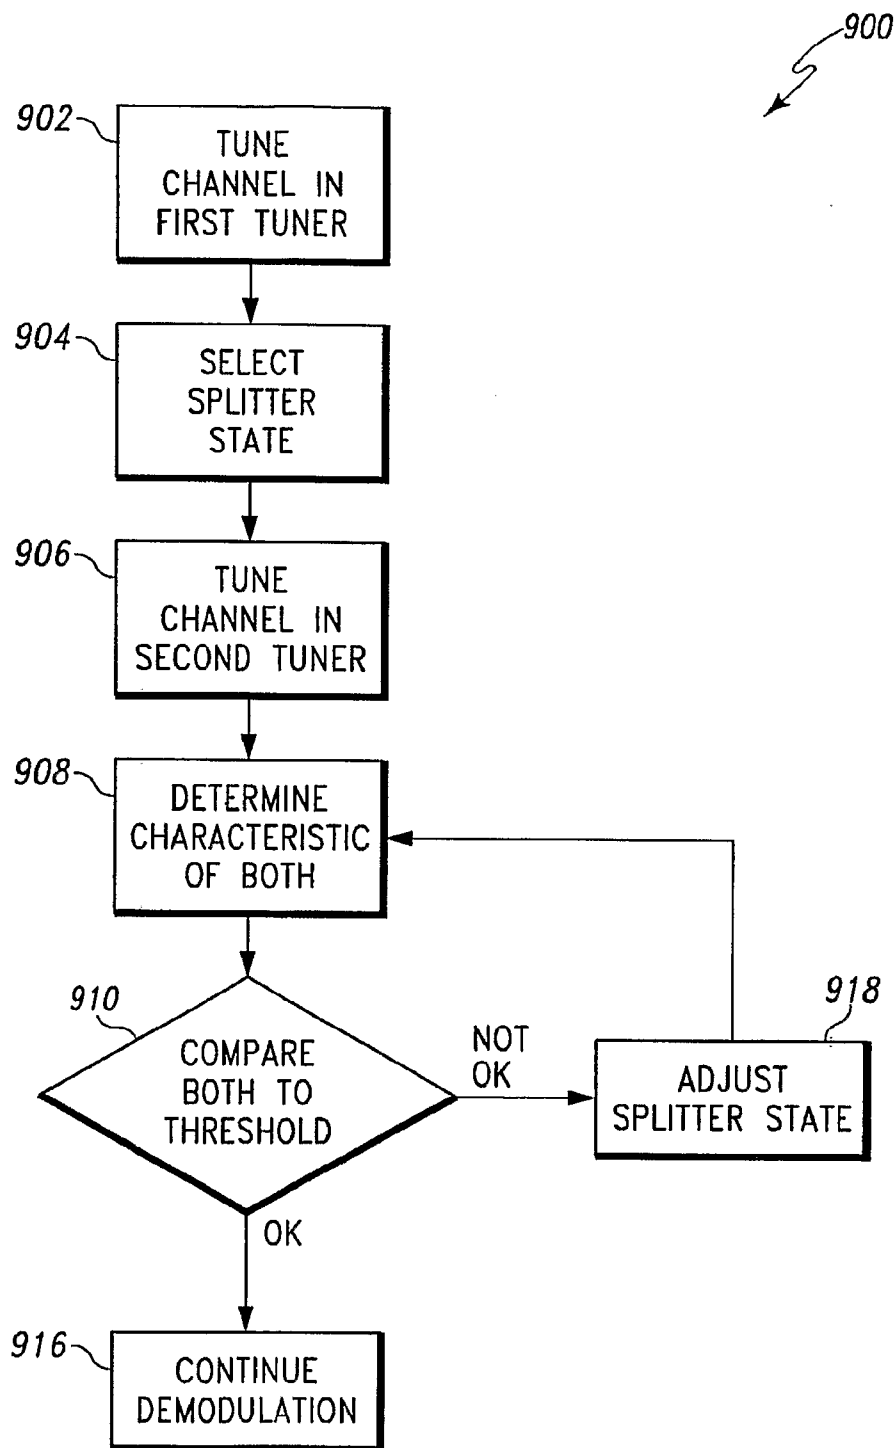 900
902
TUNE
CHANNEL IN
FIRST TUNER
904
SELECT
SPLITTER
STATE
906
TUNE
CHANNEL IN
SECOND TUNER
908
DETERMINE
CHARACTERISTIC
OF BOTH
910
COMPARE
BOTH TO
THRESHOLD
NOT
OK
918
ADJUST
SPLITTER STATE
OK
916
CONTINUE
DEMODULATION